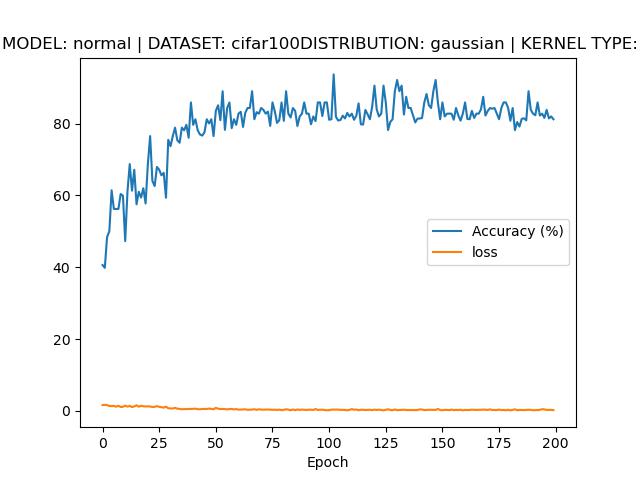 MODEL: normal | DATASET: cifar100DISTRIBUTION: gaussian | KERNEL TYPE:
80
60
40
20
0
Accuracy (%)
loss
0 25 50 75 100 125 150 175 200
Epoch